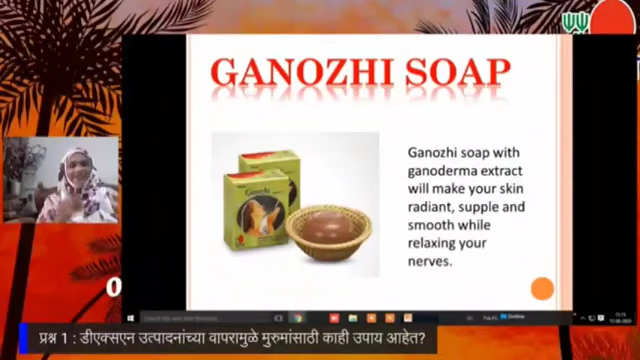 GANOZHI SOAP
Ganozhi soap with
ganoderma extract
will make your skin
radiant, supple and
smooth while
relaxing your
nerves.
Ganozhi
प्रश्न 1 : डीएक्सएन उत्पादनांच्या वापरामुळे मुरुमांसाठी काही उपाय आहेत?